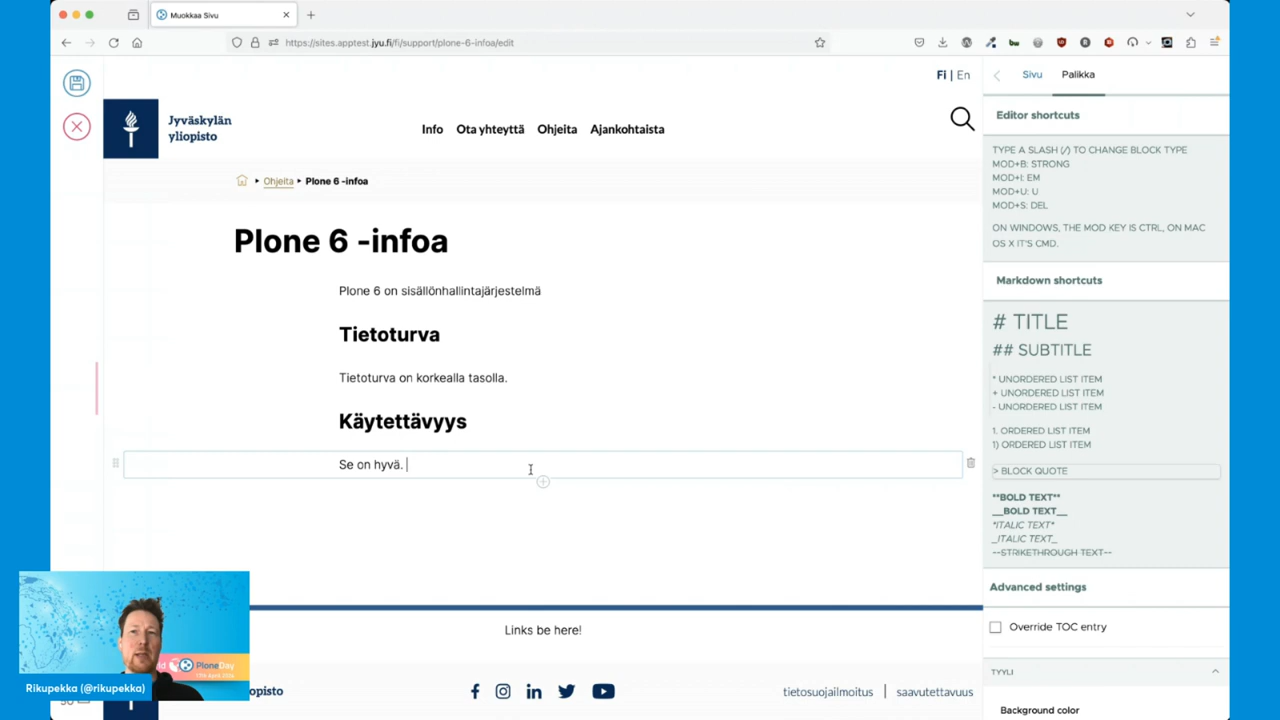 Muokkaa Sivu
https://sites.apptest.jyu.fi/fi/support/plone-6-infoa/edit
Fi | En
Sivu
Palikka
Jyväskylän
yliopisto
Info
Ota yhteyttä
Ohjeita
Ajankohtaista
Ohjeita
Plone 6 -infoa
Plone 6 -infoa
Plone 6 on sisällönhallintajärjestelmä
Tietoturva
Tietoturva on korkealla tasolla.
Käytettävyys
Se on hyvä.
Links be here!
tietosuojailmoitus | saavutettavuus
Editor shortcuts
TYPE A SLASH (/) TO CHANGE BLOCK TYPE
MOD+B: STRONG
MOD+I: EM
MOD+U: U
MOD+S: DEL
ON WINDOWS, THE MOD KEY IS CTRL, ON MAC
OS X IT'S CMD.
Markdown shortcuts
# TITLE
## SUBTITLE
* UNORDERED LIST ITEM
+ UNORDERED LIST ITEM
- UNORDERED LIST ITEM
1. ORDERED LIST ITEM
1) ORDERED LIST ITEM
> BLOCK QUOTE
**BOLD TEXT**
__BOLD TEXT__
*ITALIC TEXT*
_ITALIC TEXT_
~~STRIKETHROUGH TEXT~~
Advanced settings
Override TOC entry
TYYLI
Background color
PloneDay
Rikupekka (@rikupekka)
opisto